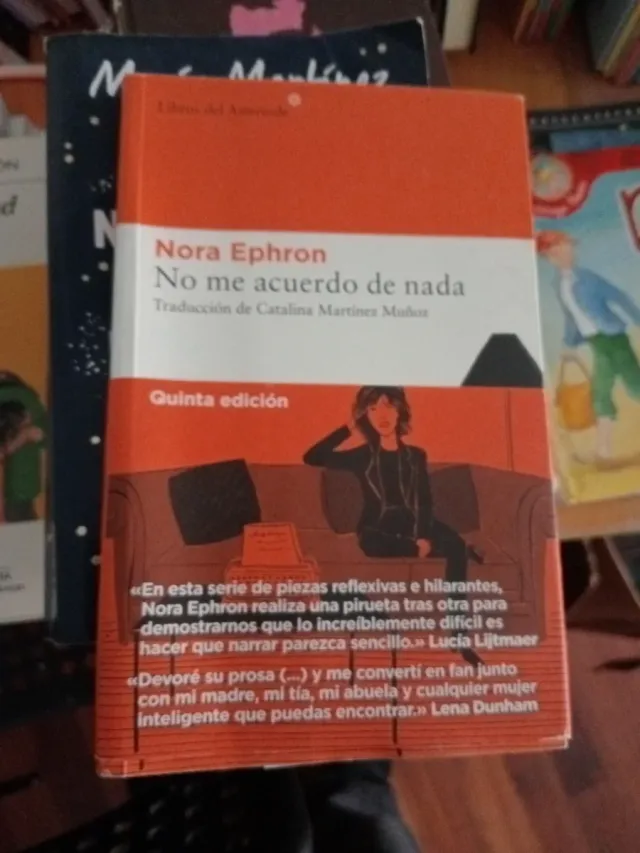 María Martínez
Libros del Asteroide
Nora Ephron
No me acuerdo de nada
Traducción de Catalina Martínez Muñoz
Quinta edición
«En esta serie de piezas reflexivas e hilarantes,
Nora Ephron realiza una pirueta tras otra para
demostrarnos que lo increíblemente difícil es
hacer que narrar parezca sencillo.» Lucía Lijtmaer
«Devoré su prosa (...) y me convertí en fan junto
con mi madre, mi tía, mi abuela y cualquier mujer
inteligente que puedas encontrar.» Lena Dunham